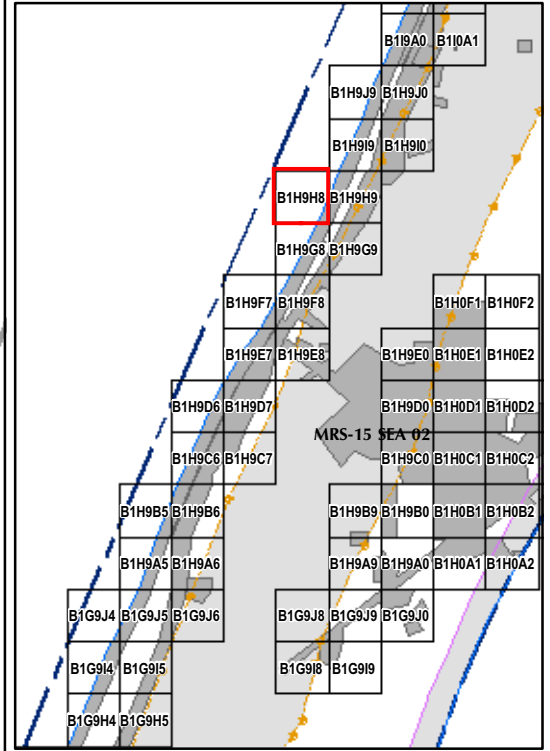 B1I9A0 B1I0A1
B1H9J9 B1H9J0
B1H9I9 B1H9I0
B1H9H8 B1H9H9
B1H9G8 B1H9G9
B1H9F7 B1H9F8 B1H0F1 B1H0F2
B1H9E7 B1H9E8 B1H9E0 B1H0E1 B1H0E2
B1H9D6 B1H9D7 B1H9D0 B1H0D1 B1H0D2
MRS-15 SEA 02
B1H9C6 B1H9C7 B1H9C0 B1H0C1 B1H0C2
B1H9B5 B1H9B6 B1H9B9 B1H9B0 B1H0B1 B1H0B2
B1H9A5 B1H9A6 B1H9A9 B1H9A0 B1H0A1 B1H0A2
B1G9J4 B1G9J5 B1G9J6 B1G9J8 B1G9J9 B1G9J0
B1G9I4 B1G9I5 B1G9I8 B1G9I9
B1G9H4 B1G9H5